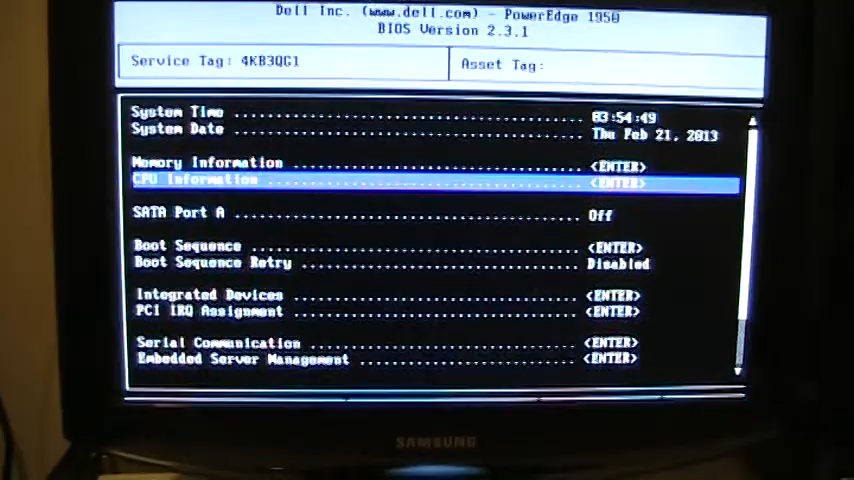 Dell Inc. (www.dell.com) - PowerEdge 1950
BIOS Version 2.3.1
Service Tag: 4KB3QG1
Asset Tag:
System Time ........................................... 03:54:49
System Date ........................................... Thu Feb 21, 2013
Memory Information .................................... <ENTER>
CPU Information ....................................... <ENTER>
SATA Port A ........................................... Off
Boot Sequence ......................................... <ENTER>
Boot Sequence Retry ................................... Disabled
Integrated Devices .................................... <ENTER>
PCI IRQ Assignment .................................... <ENTER>
Serial Communication .................................. <ENTER>
Embedded Server Management ............................ <ENTER>
SAMSUNG